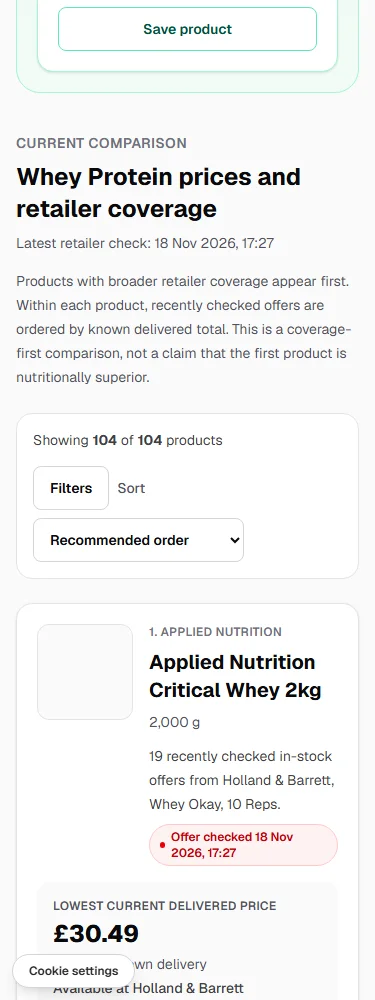 Save product
CURRENT COMPARISON
Whey Protein prices and
retailer coverage
Latest retailer check: 18 Nov 2026, 17:27
Products with broader retailer coverage appear first.
Within each product, recently checked offers are
ordered by known delivered total. This is a coverage-
first comparison, not a claim that the first product is
nutritionally superior.
Showing 104 of 104 products
Filters
Sort
Recommended order
1. APPLIED NUTRITION
Applied Nutrition
Critical Whey 2kg
2,000 g
19 recently checked in-stock
offers from Holland & Barrett,
Whey Okay, 10 Reps.
Offer checked 18 Nov
2026, 17:27
LOWEST CURRENT DELIVERED PRICE
£30.49
delivery
Available at Holland & Barrett
Cookie settings